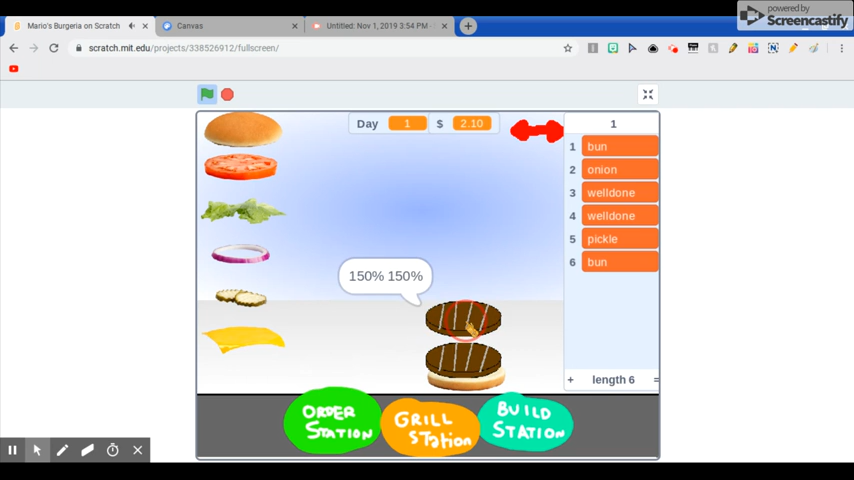 powered by
Screencastify
Mario's Burgeria on Scratch
Canvas
Untitled: Nov 1, 2019 3:54 PM -
scratch.mit.edu/projects/338526912/fullscreen/
Day 1 $ 2.10
1
1 bun
2 onion
3 welldone
4 welldone
5 pickle
6 bun
150% 150%
+ length 6 =
ORDER
STATION
GRILL
STATION
BUILD
STATION